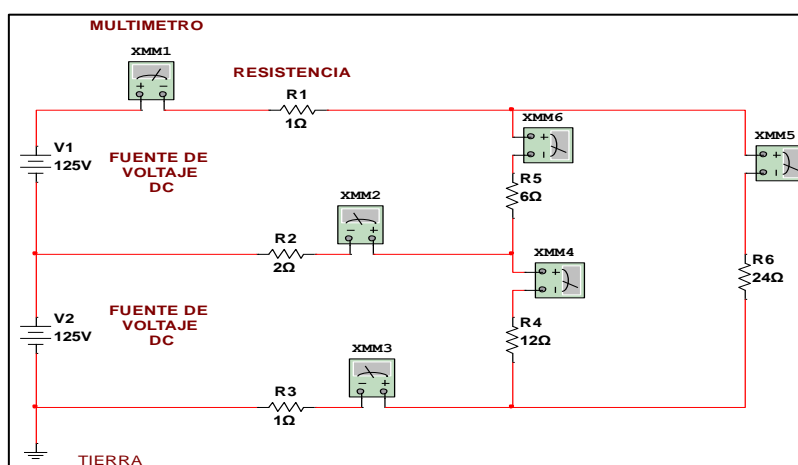 MULTIMETRO
XMM1
RESISTENCIA
R1
1Ω
XMM6
XMM5
V1
125V
FUENTE DE
VOLTAJE
DC
R5
6Ω
XMM2
R2
2Ω
XMM4
R6
24Ω
V2
125V
FUENTE DE
VOLTAJE
DC
R4
12Ω
XMM3
R3
1Ω
TIERRA